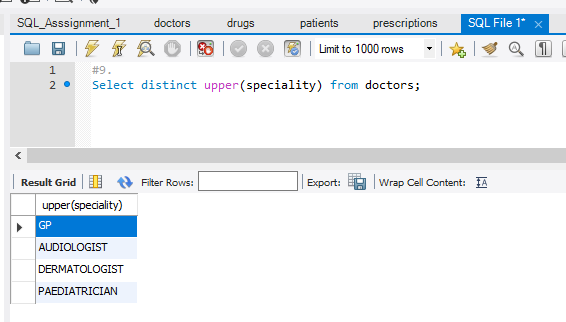 SQL_Asssignment_1 doctors drugs patients prescriptions SQL File 1*
Limit to 1000 rows
1 #9.
2 Select distinct upper(speciality) from doctors;
Result Grid Filter Rows: Export: Wrap Cell Content: IA
upper(speciality)
GP
AUDIOLOGIST
DERMATOLOGIST
PAEDIATRICIAN